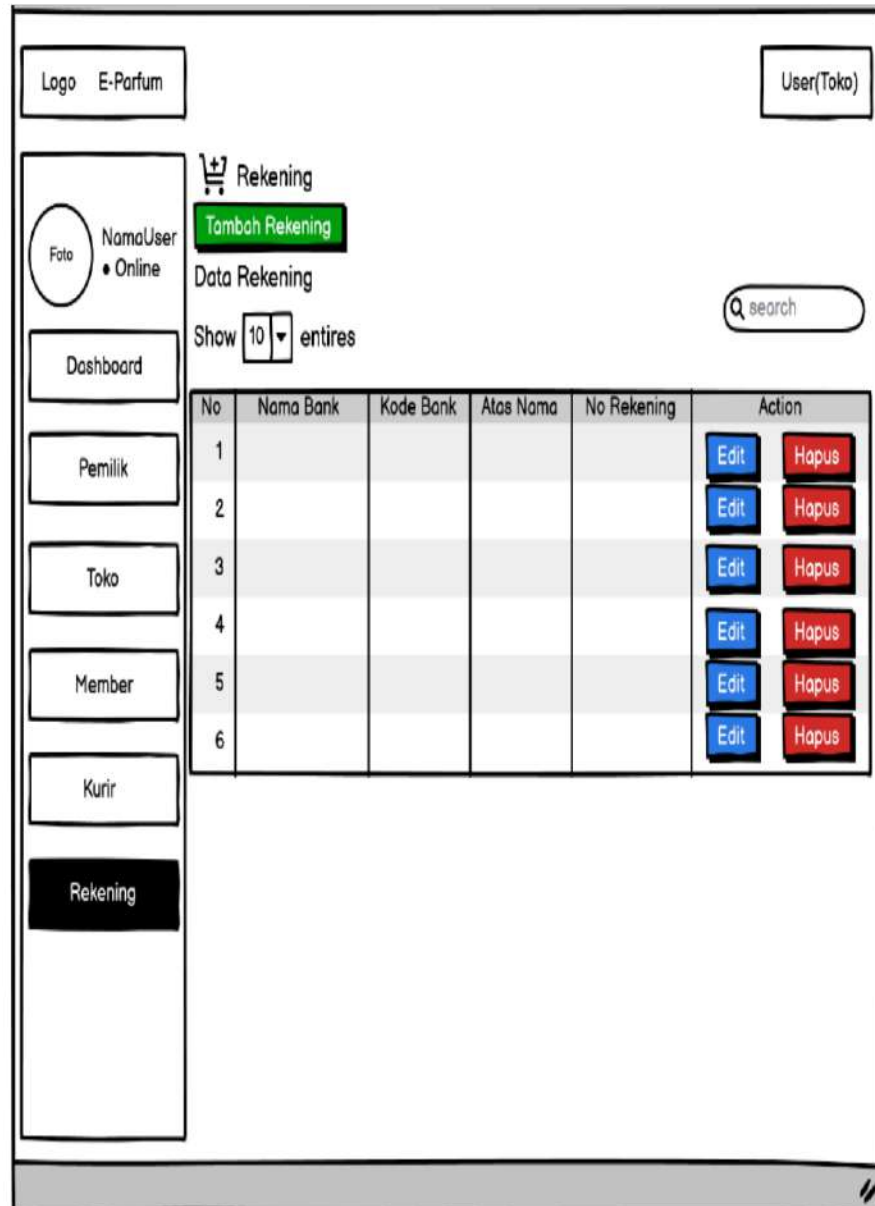 Logo E-Parfum
User(Toko)
Foto
NamaUser
• Online
Dashboard
Pemilik
Toko
Member
Kurir
Rekening
Rekening
Tambah Rekening
Data Rekening
Show 10 entires
search
No Nama Bank Kode Bank Atas Nama No Rekening Action
1 Edit Hapus
2 Edit Hapus
3 Edit Hapus
4 Edit Hapus
5 Edit Hapus
6 Edit Hapus